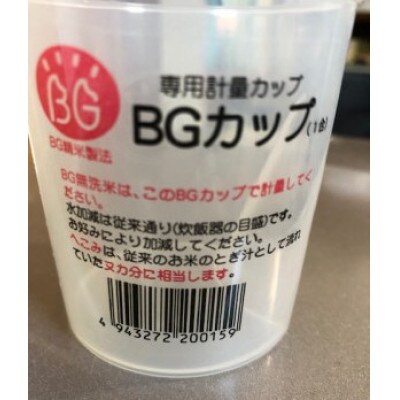 BG
BG精米製法
専用計量カップ
BGカップ(1合)
BG無洗米は、このBGカップで計量してく
ださい。
水加減は従来通り(炊飯器の目盛)です。
お好みにより加減してください。
へこみは、従来のお米のとぎ汁として流れ
ていたヌカ分に相当します。
4 943272 200159